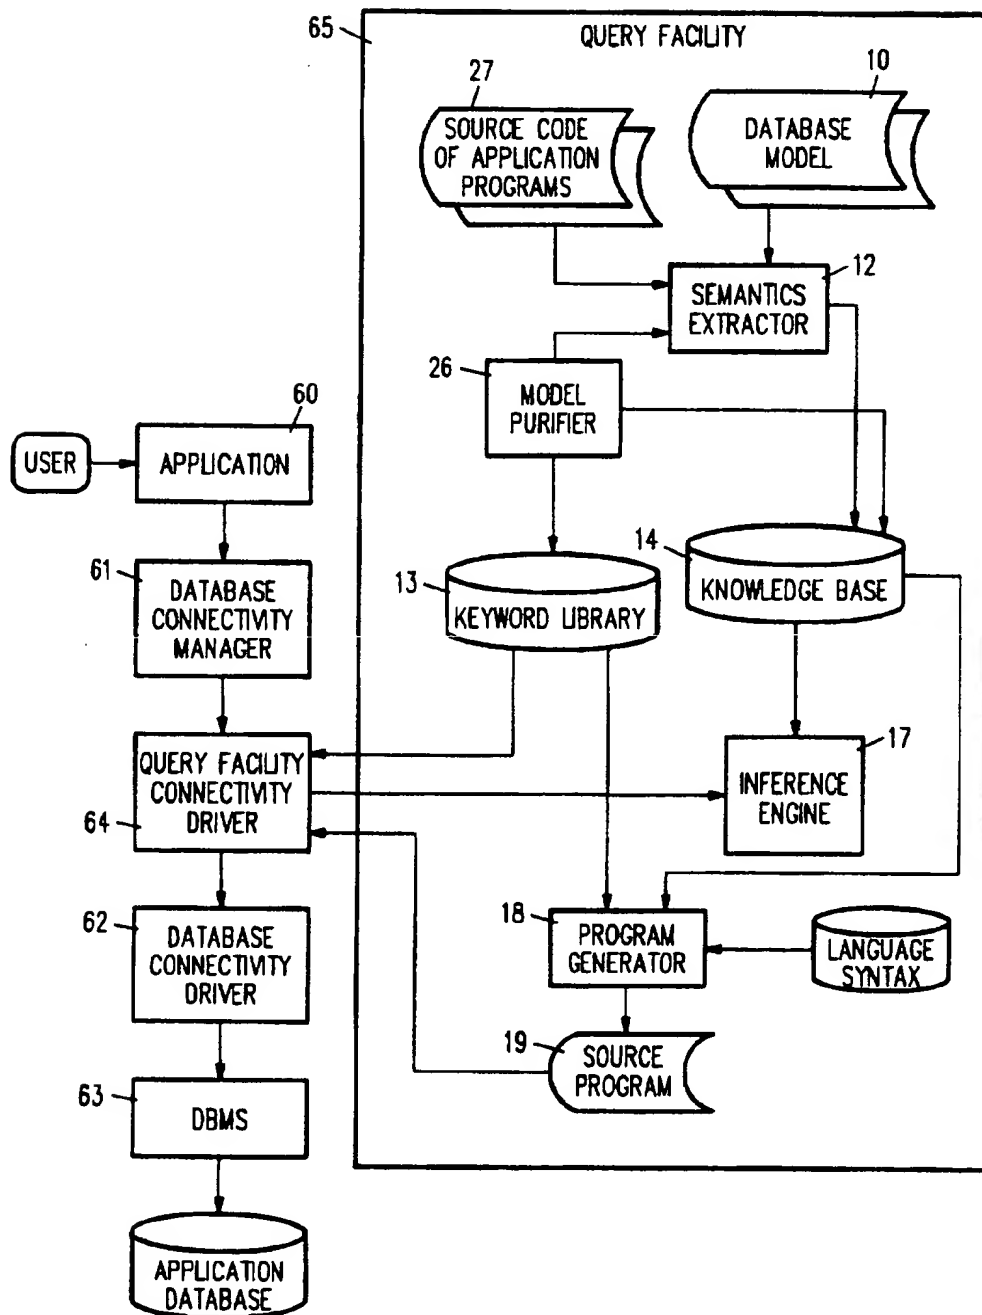 65
QUERY FACILITY
27
10
SOURCE CODE
OF APPLICATION
PROGRAMS
DATABASE
MODEL
12
SEMANTICS
EXTRACTOR
26
MODEL
PURIFIER
60
USER
APPLICATION
61
DATABASE
CONNECTIVITY
MANAGER
13
KEYWORD LIBRARY
14
KNOWLEDGE BASE
QUERY FACILITY
CONNECTIVITY
DRIVER
64
17
INFERENCE
ENGINE
62
DATABASE
CONNECTIVITY
DRIVER
18
PROGRAM
GENERATOR
LANGUAGE
SYNTAX
19
SOURCE
PROGRAM
63
DBMS
APPLICATION
DATABASE